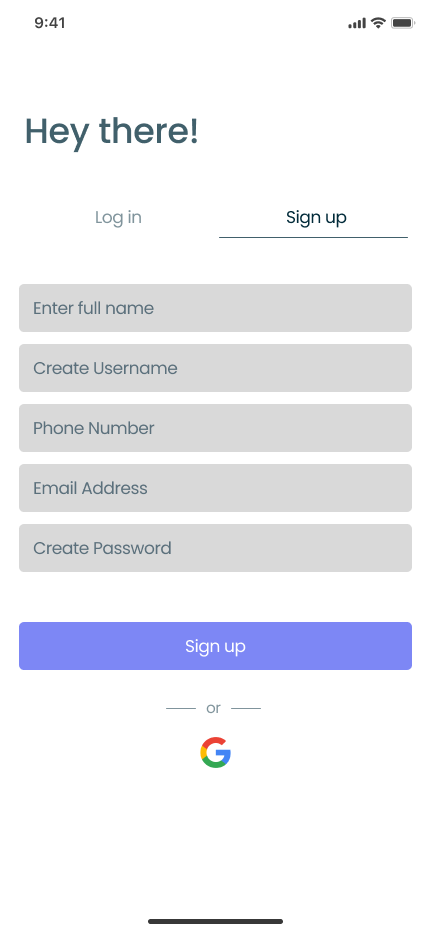 9:41
Hey there!
Log in
Sign up
Enter full name
Create Username
Phone Number
Email Address
Create Password
Sign up
or